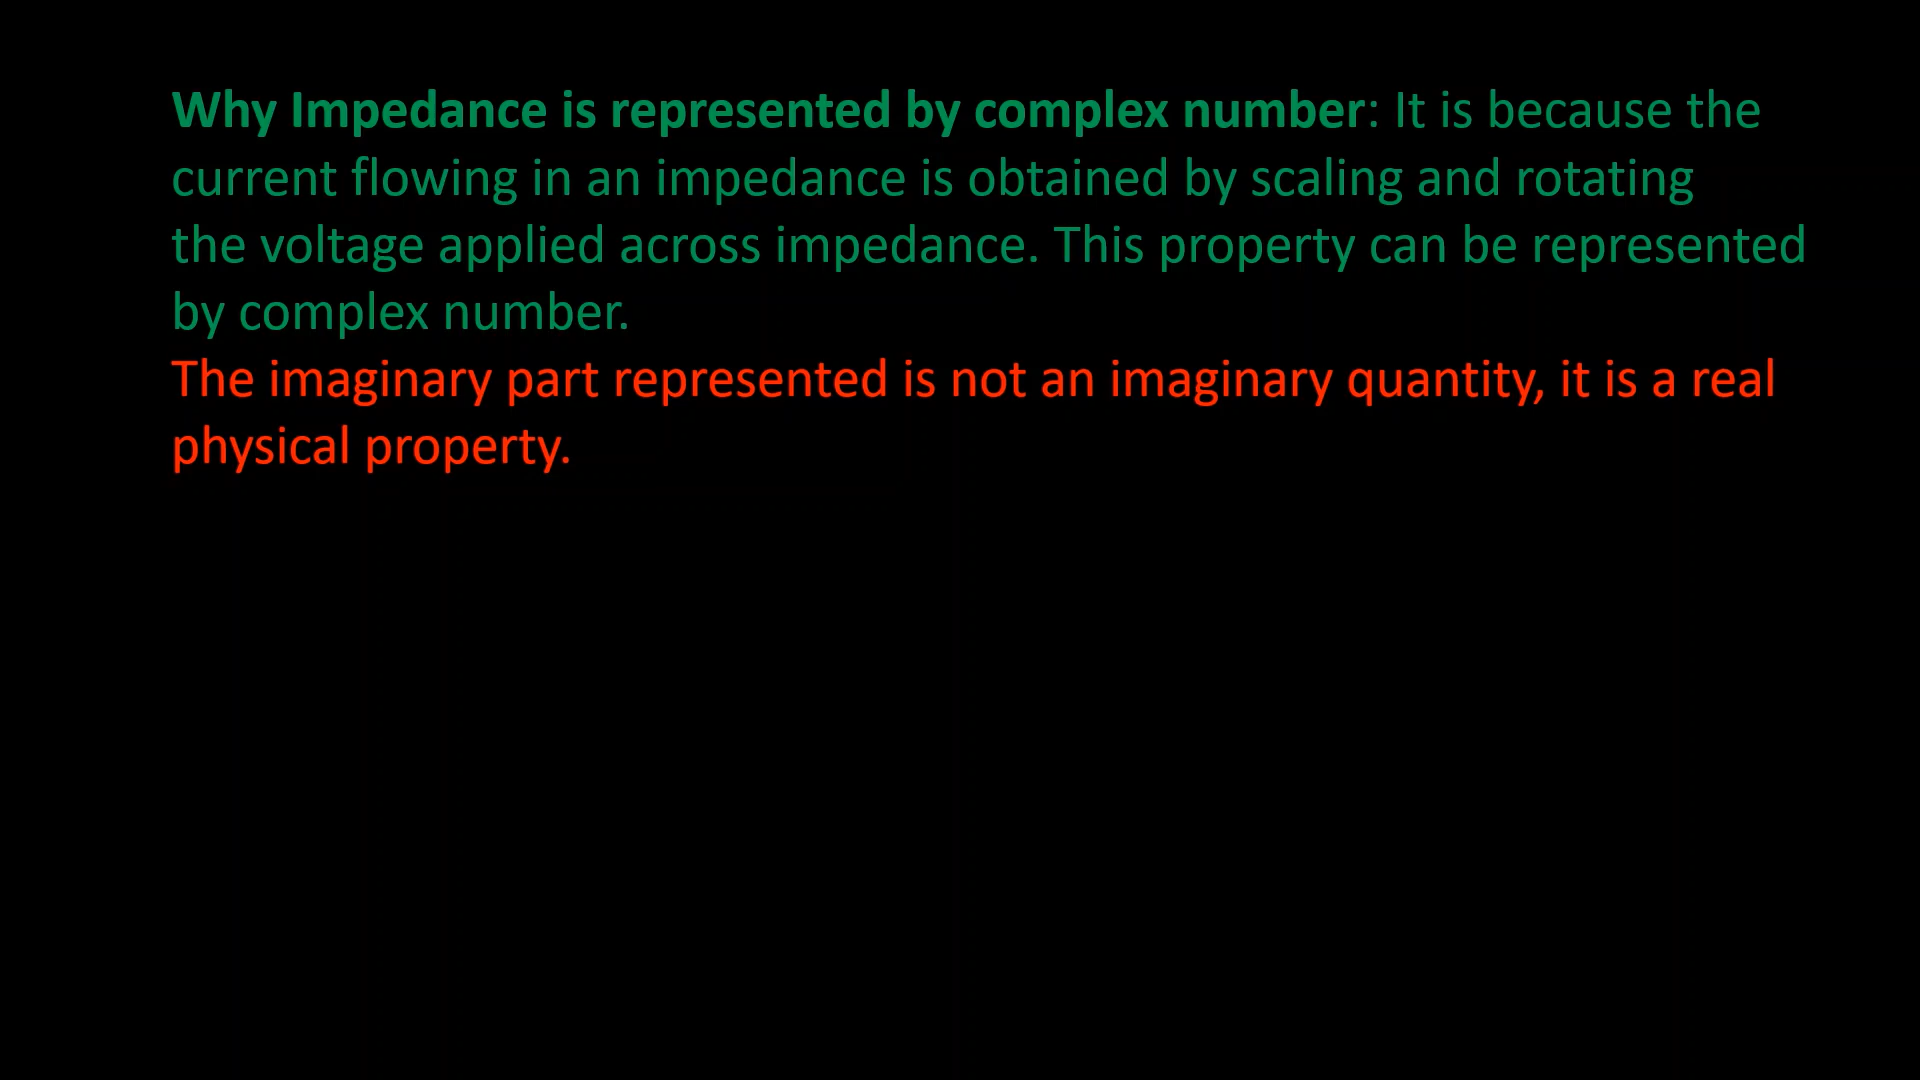 Why Impedance is represented by complex number: It is because the
current flowing in an impedance is obtained by scaling and rotating
the voltage applied across impedance. This property can be represented
by complex number.
The imaginary part represented is not an imaginary quantity, it is a real
physical property.